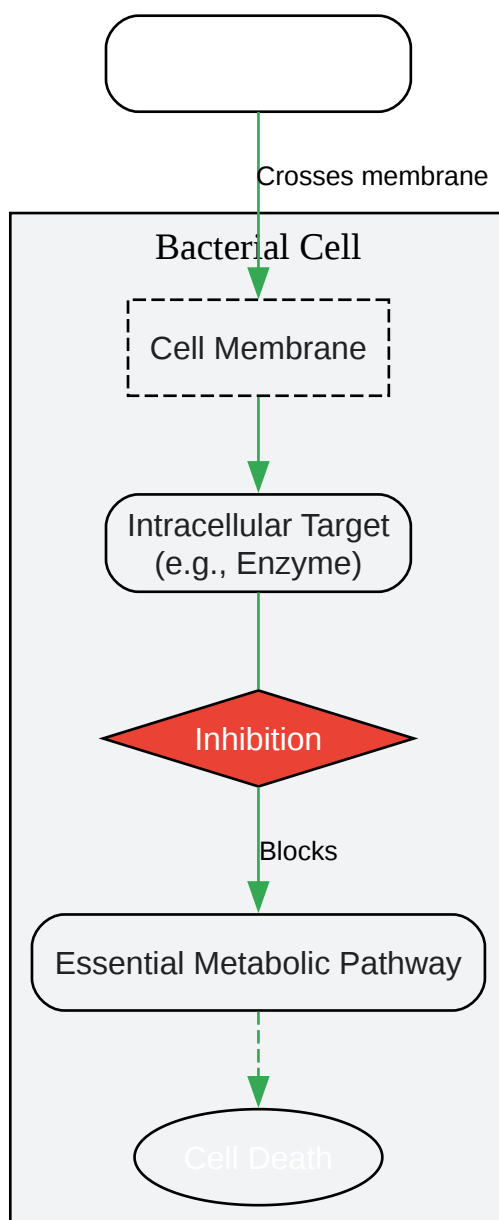 Crosses membrane
Bacterial Cell
Cell Membrane
Intracellular Target
(e.g., Enzyme)
Inhibition
Blocks
Essential Metabolic Pathway
Cell Death